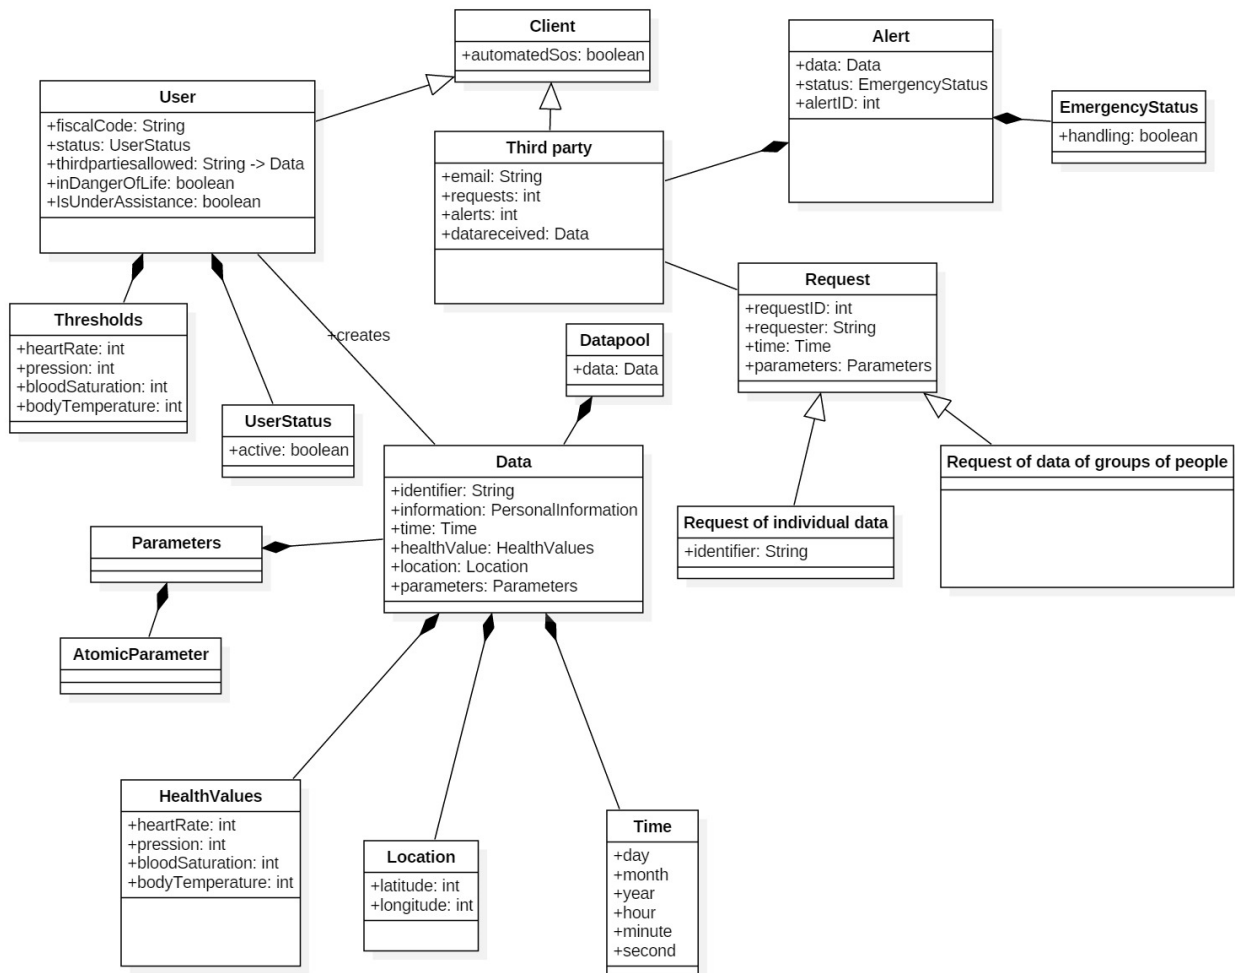 Client
+automatedSos: boolean
Alert
+data: Data
+status: EmergencyStatus
+alertID: int
User
+fiscalCode: String
+status: UserStatus
+thirdpartiesallowed: String -> Data
+inDangerOfLife: boolean
+IsUnderAssistance: boolean
EmergencyStatus
+handling: boolean
Third party
+email: String
+requests: int
+alerts: int
+datareceived: Data
Request
+requestID: int
+requester: String
+time: Time
+parameters: Parameters
Thresholds
+heartRate: int
+pression: int
+bloodSaturation: int
+bodyTemperature: int
+creates
Datapool
+data: Data
UserStatus
+active: boolean
Data
+identifier: String
+information: PersonalInformation
+time: Time
+healthValue: HealthValues
+location: Location
+parameters: Parameters
Request of data of groups of people
Request of individual data
+identifier: String
Parameters
AtomicParameter
HealthValues
+heartRate: int
+pression: int
+bloodSaturation: int
+bodyTemperature: int
Location
+latitude: int
+longitude: int
Time
+day
+month
+year
+hour
+minute
+second